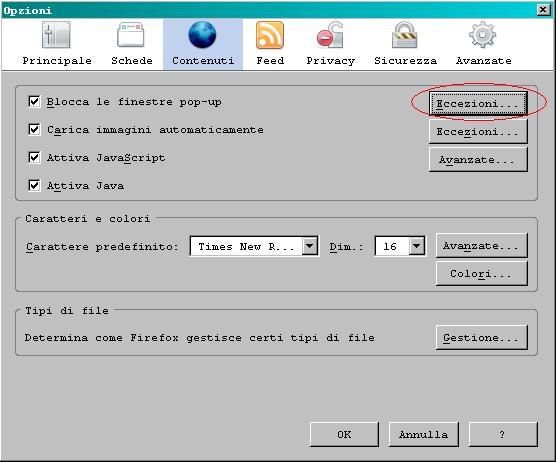 Opzioni
Principale Schede Contenuti Feed Privacy Sicurezza Avanzate
Blocca le finestre pop-up Eccezioni...
Carica immagini automaticamente Eccezioni...
Attiva JavaScript Avanzate...
Attiva Java
Caratteri e colori
Carattere predefinito: Times New R... Dim.: 16 Avanzate...
Colori...
Tipi di file
Determina come Firefox gestisce certi tipi di file Gestione...
OK Annulla ?